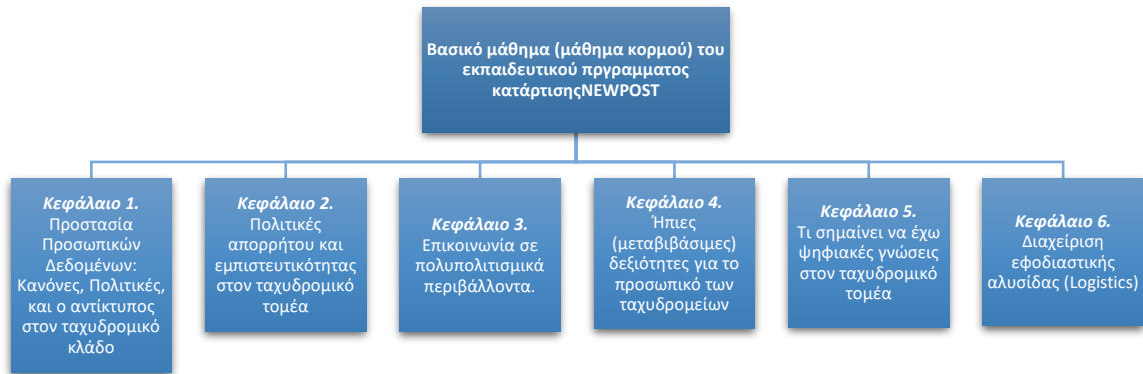 Βασικό μάθημα (μάθημα κορμού) του
εκπαιδευτικού πργραμματος
κατάρτισηςNEWPOST
Κεφάλαιο 1.
Προστασία
Προσωπικών
Δεδομένων:
Κανόνες, Πολιτικές,
και ο αντίκτυπος
στον ταχυδρομικό
κλάδο
Κεφάλαιο 2.
Πολιτικές
απορρήτου και
εμπιστευτικότητας
στον ταχυδρομικό
τομέα
Κεφάλαιο 3.
Επικοινωνία σε
πολυπολιτισμικά
περιβάλλοντα.
Κεφάλαιο 4.
Ήπιες
(μεταβιβάσιμες)
δεξιότητες για το
προσωπικό των
ταχυδρομείων
Κεφάλαιο 5.
Τι σημαίνει να έχω
ψηφιακές γνώσεις
στον ταχυδρομικό
τομέα
Κεφάλαιο 6.
Διαχείριση
εφοδιαστικής
αλυσίδας (Logistics)